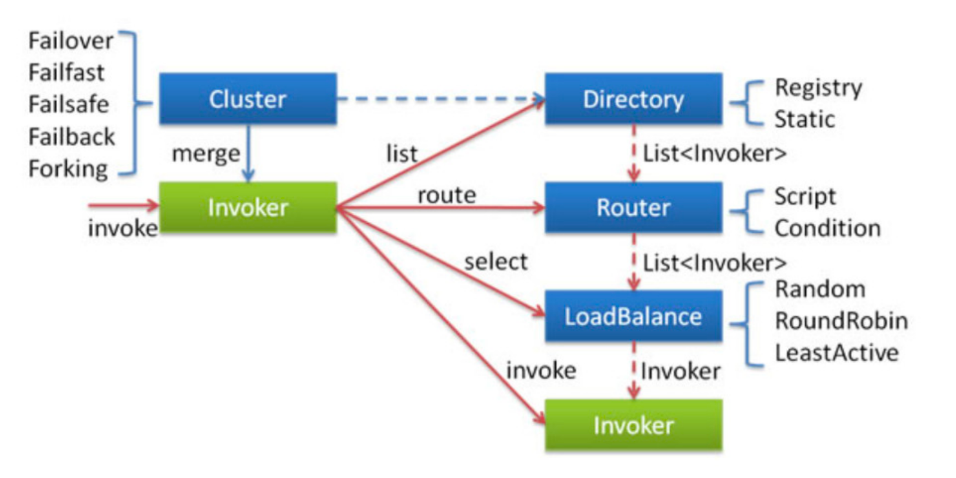 Failover
Failfast
Failsafe
Failback
Forking
Cluster
Directory
Registry
Static
merge
list
List<Invoker>
invoke
Invoker
route
Router
Script
Condition
select
List<Invoker>
LoadBalance
Random
RoundRobin
LeastActive
invoke
Invoker
Invoker